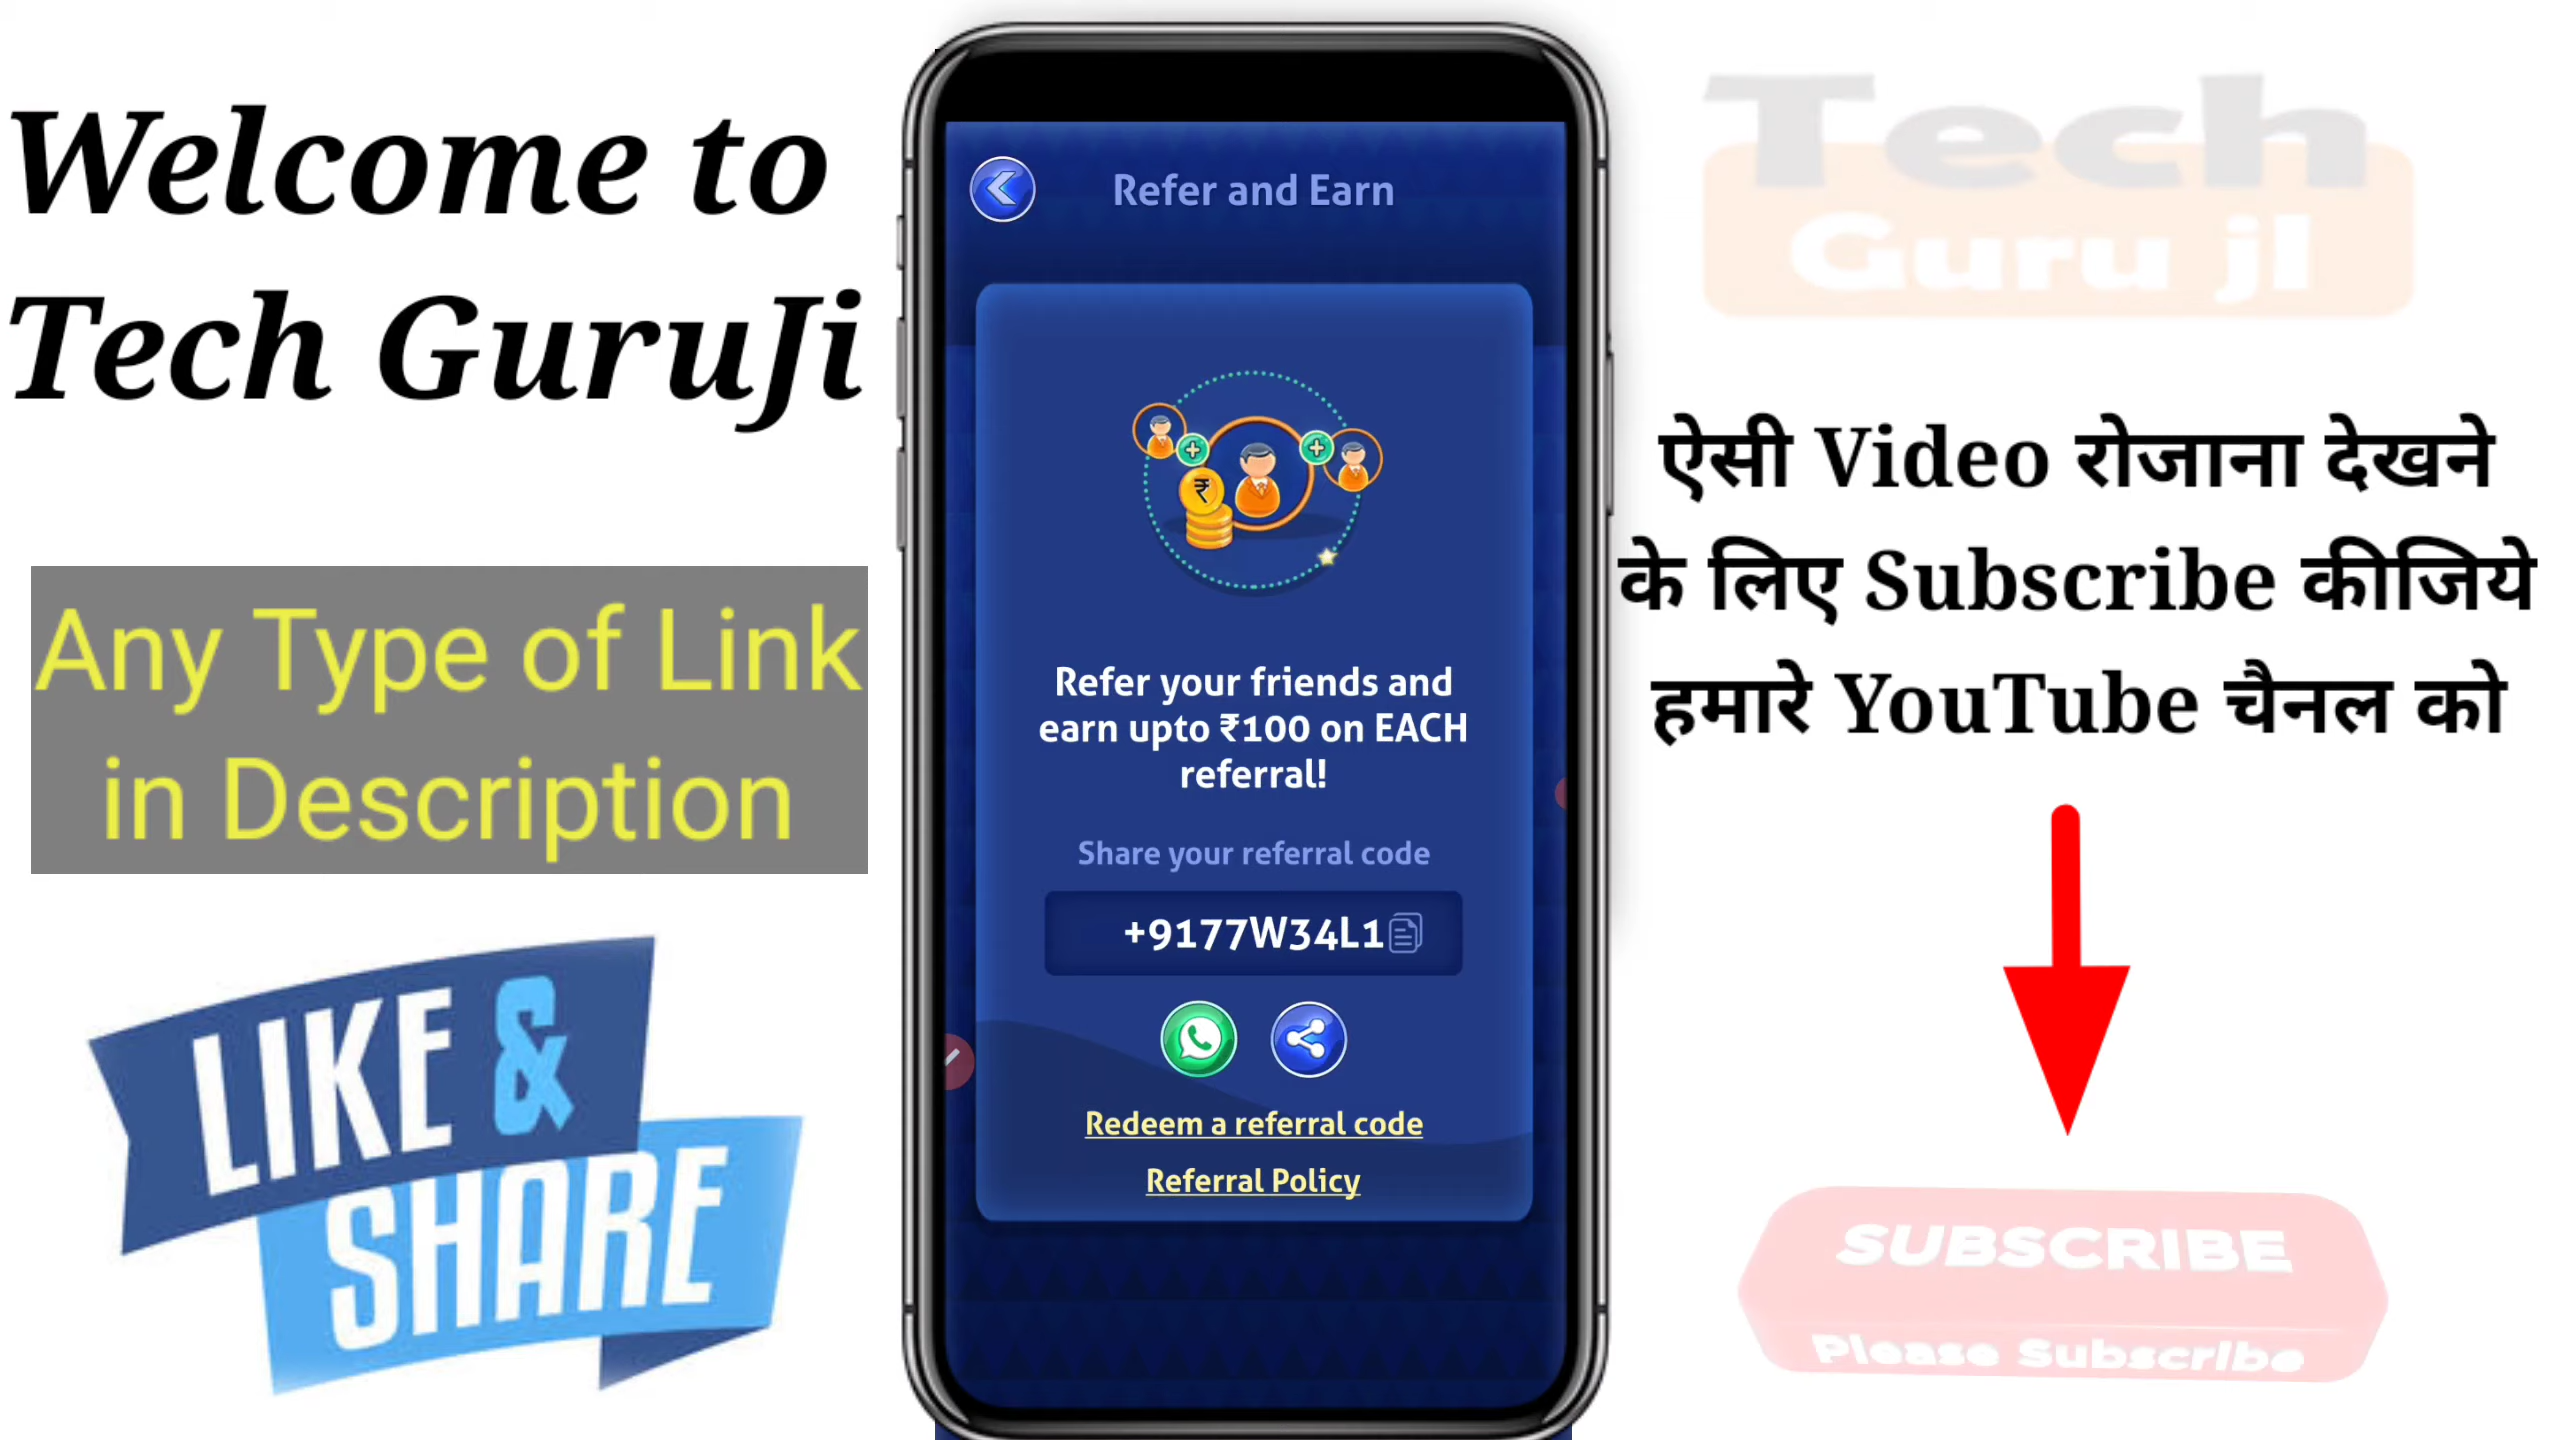 Welcome to
Tech GuruJi
Any Type of Link
in Description
LIKE &
SHARE
Refer and Earn
₹
Refer your friends and
earn upto ₹100 on EACH
referral!
Share your referral code
+9177W34L1
Redeem a referral code
Referral Policy
Tech
Guru jI
ऐसी Video रोजाना देखने
के लिए Subscribe कीजिये
हमारे YouTube चैनल को
SUBSCRIBE
Please Subscribe